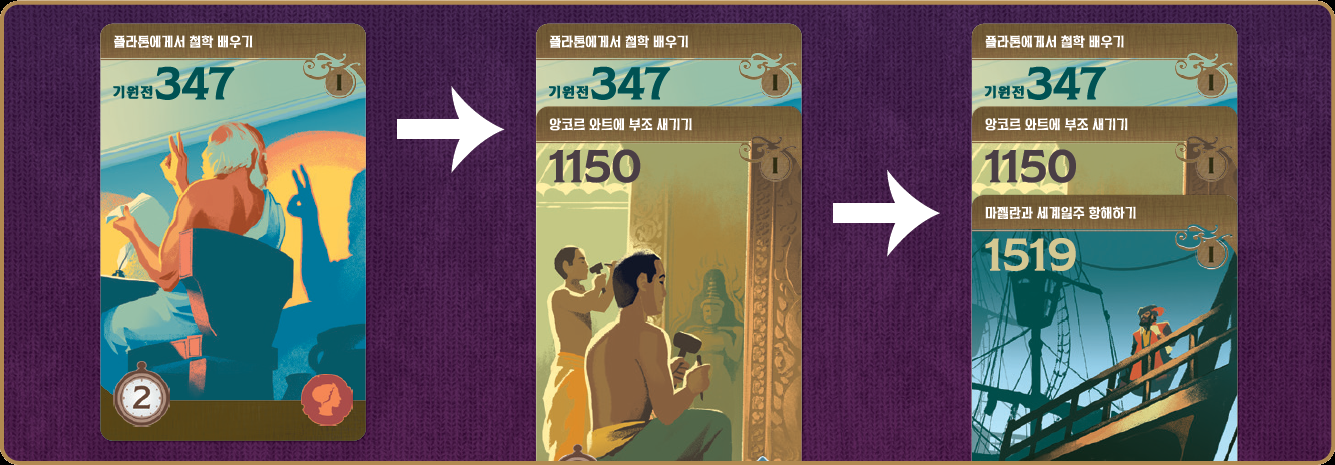 플라톤에게서 철학 배우기
기원전347
I
2
플라톤에게서 철학 배우기
기원전347
I
앙코르 와트에 부조 새기기
1150
I
플라톤에게서 철학 배우기
기원전347
I
앙코르 와트에 부조 새기기
1150
I
마젤란과 세계일주 항해하기
1519
I